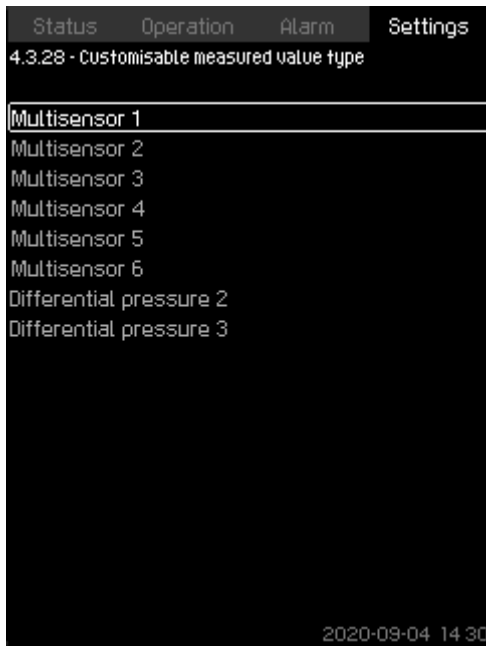 Status Operation Alarm Settings
4.3.28 - Customisable measured value type
Multisensor 1
Multisensor 2
Multisensor 3
Multisensor 4
Multisensor 5
Multisensor 6
Differential pressure 2
Differential pressure 3
2020-09-04 14 30